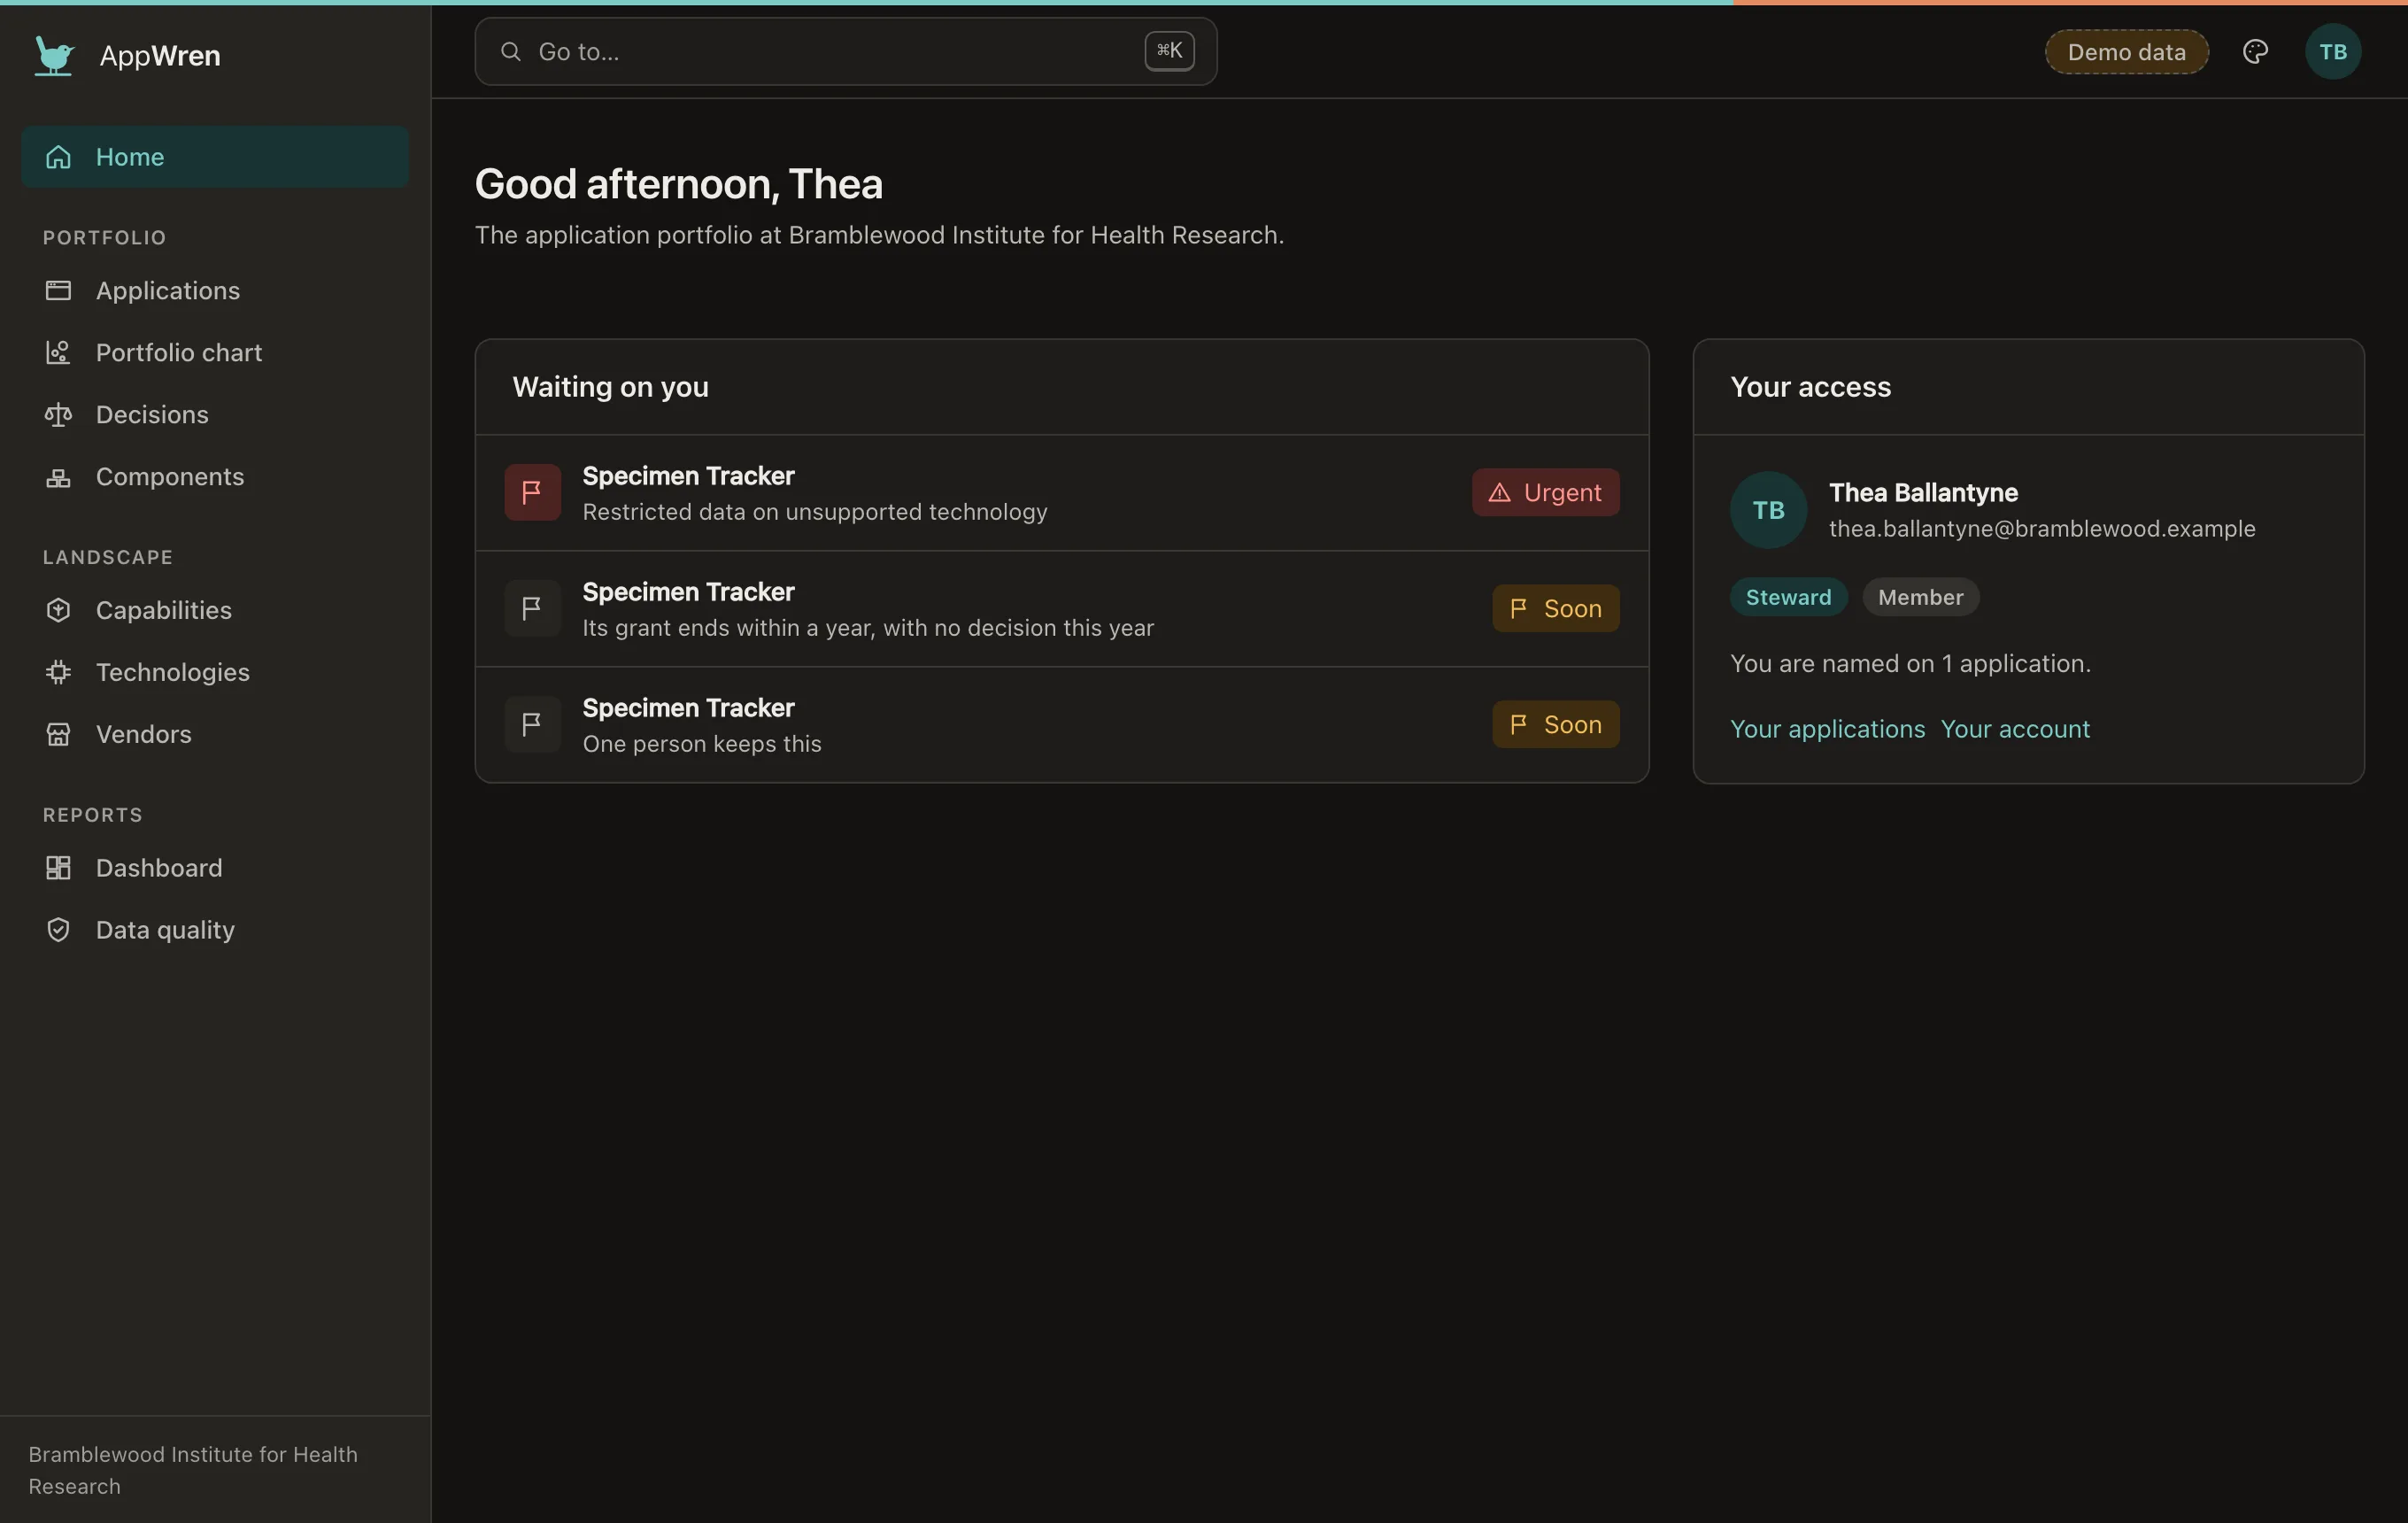 AppWren
Go to...
⌘K
Demo data
TB
Home
PORTFOLIO
Applications
Portfolio chart
Decisions
Components
LANDSCAPE
Capabilities
Technologies
Vendors
REPORTS
Dashboard
Data quality
Bramblewood Institute for Health
Research
Good afternoon, Thea
The application portfolio at Bramblewood Institute for Health Research.
Waiting on you
Specimen Tracker
Restricted data on unsupported technology
Urgent
Specimen Tracker
Its grant ends within a year, with no decision this year
Soon
Specimen Tracker
One person keeps this
Soon
Your access
TB
Thea Ballantyne
thea.ballantyne@bramblewood.example
Steward Member
You are named on 1 application.
Your applications Your account